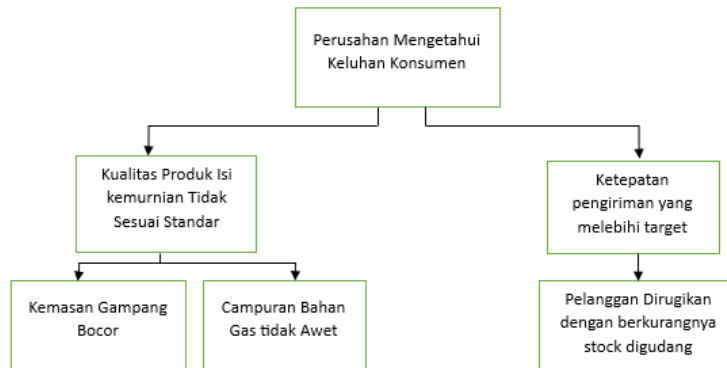 Perusahan Mengetahui
Keluhan Konsumen
Kualitas Produk Isi
kemurnian Tidak
Sesuai Standar
Ketepatan
pengiriman yang
melebihi target
Kemasan Gampang
Bocor
Campuran Bahan
Gas tidak Awet
Pelanggan Dirugikan
dengan berkurangnya
stock digudang